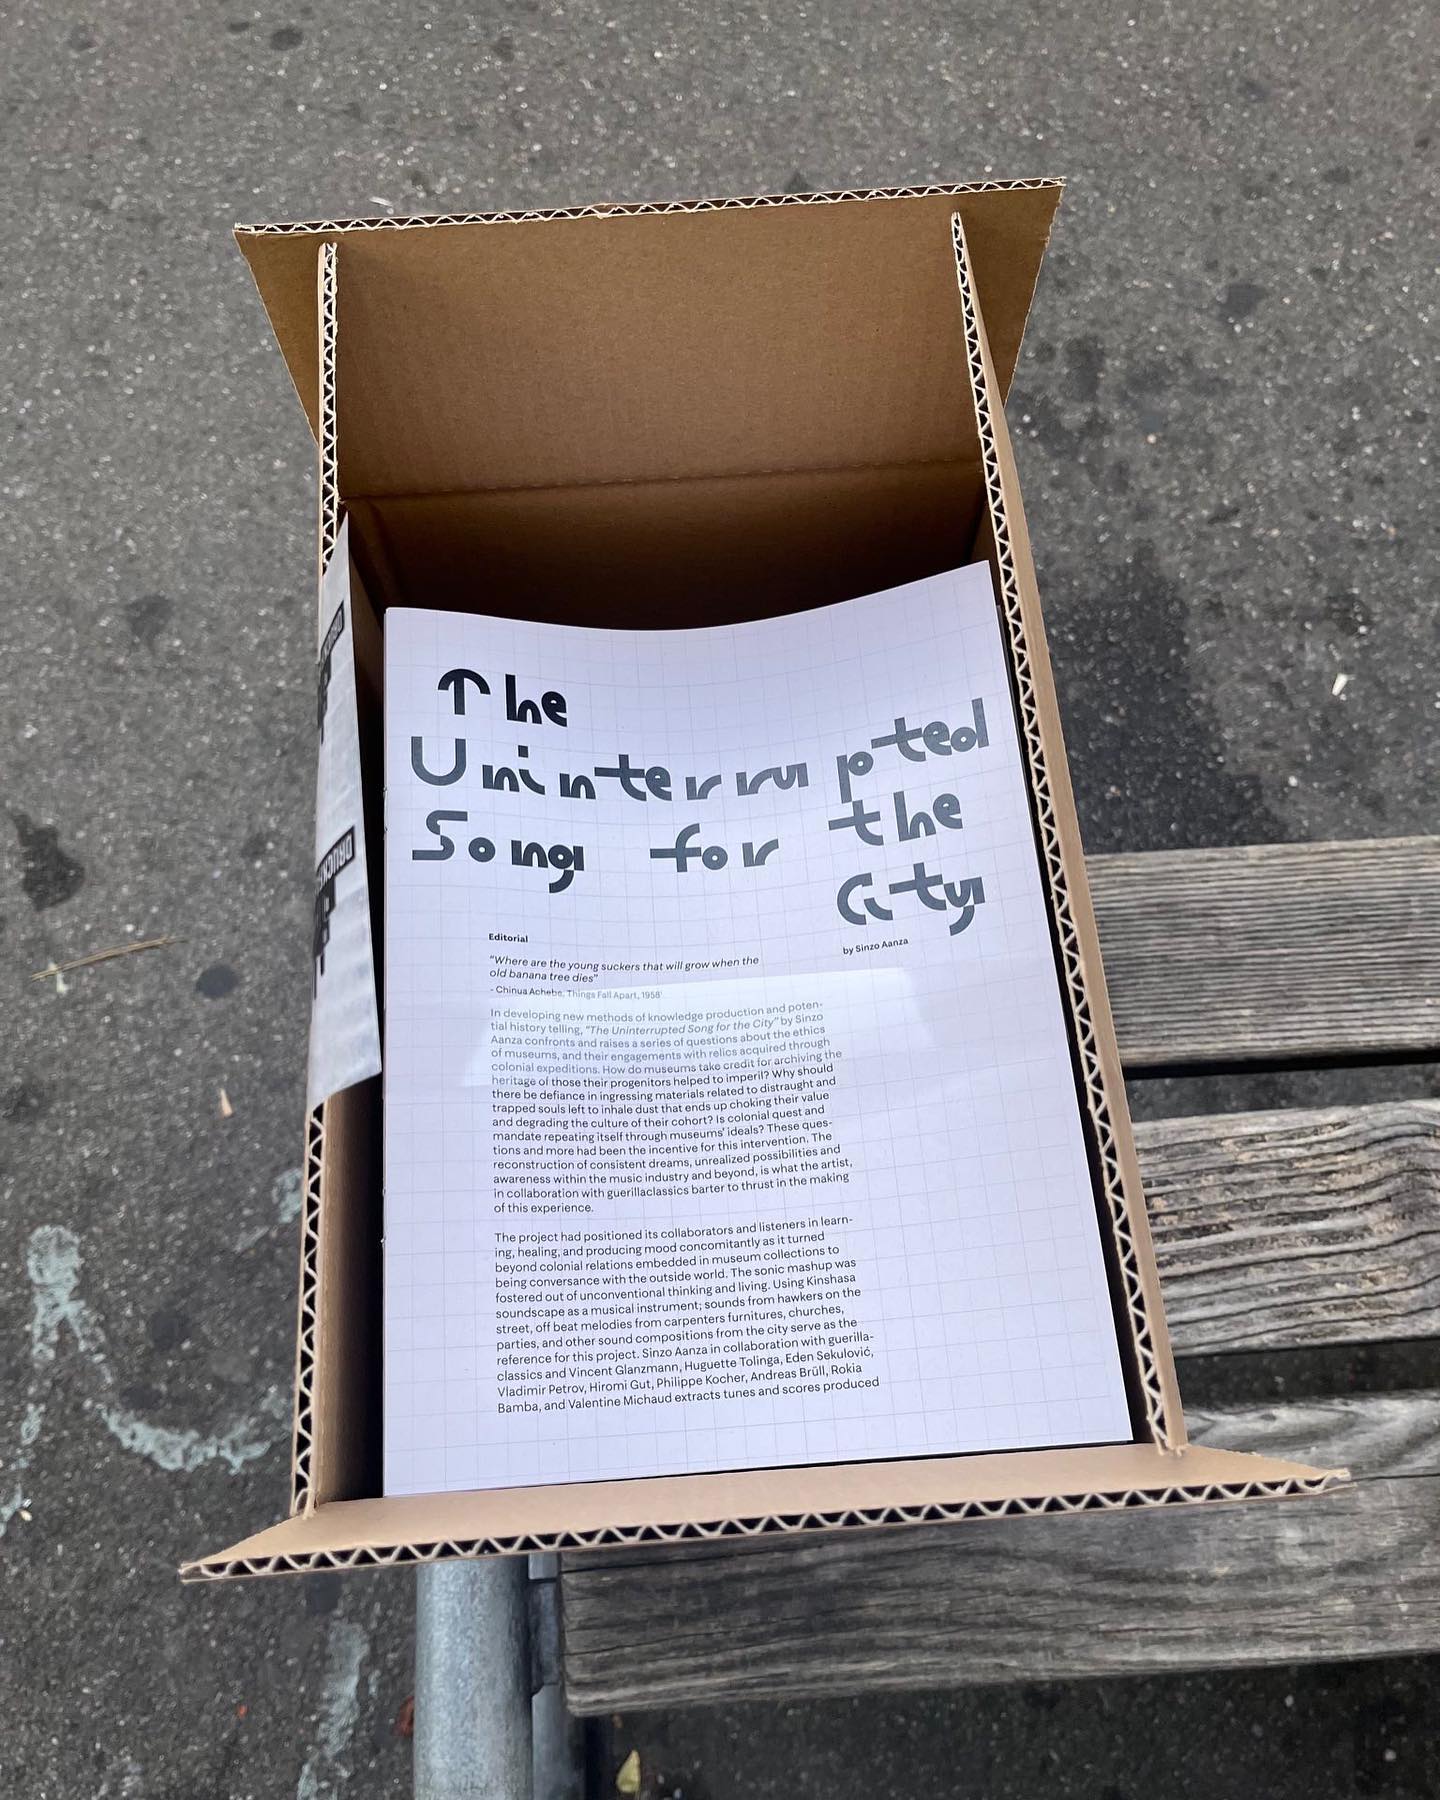 The
Uninterrupted
Song for the
City
by Sinzo Aanza
Editorial
"Where are the young suckers that will grow when the
old banana tree dies"
- Chinua Achebe, Things Fall Apart, 1958¹
In developing new methods of knowledge production and poten-
tial history telling, "The Uninterrupted Song for the City" by Sinzo
Aanza confronts and raises a series of questions about the ethics
of museums, and their engagements with relics acquired through
colonial expeditions. How do museums take credit for archiving the
heritage of those their progenitors helped to imperil? Why should
there be defiance in ingressing materials related to distraught and
trapped souls left to inhale dust that ends up choking their value
and degrading the culture of their cohort? Is colonial quest and
mandate repeating itself through museums' ideals? These ques-
tions and more had been the incentive for this intervention. The
reconstruction of consistent dreams, unrealized possibilities and
awareness within the music industry and beyond, is what the artist,
in collaboration with guerillaclassics barter to thrust in the making
of this experience.
The project had positioned its collaborators and listeners in learn-
ing, healing, and producing mood concomitantly as it turned
beyond colonial relations embedded in museum collections to
being conversance with the outside world. The sonic mashup was
fostered out of unconventional thinking and living. Using Kinshasa
soundscape as a musical instrument; sounds from hawkers on the
street, off beat melodies from carpenters furnitures, churches,
parties, and other sound compositions from the city serve as the
reference for this project. Sinzo Aanza in collaboration with guerilla-
classics and Vincent Glanzmann, Huguette Tolinga, Eden Sekulović,
Vladimir Petrov, Hiromi Gut, Philippe Kocher, Andreas Brüll, Rokia
Bamba, and Valentine Michaud extracts tunes and scores produced